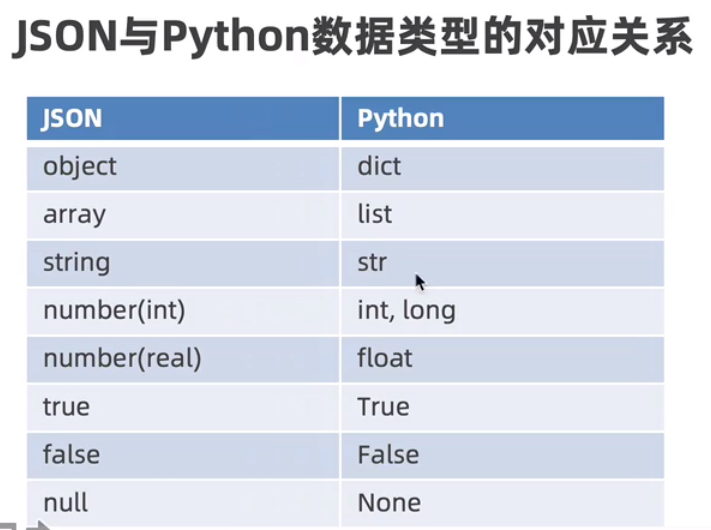 JSON与Python数据类型的对应关系
JSON Python
object dict
array list
string str
number(int) int, long
number(real) float
true True
false False
null None